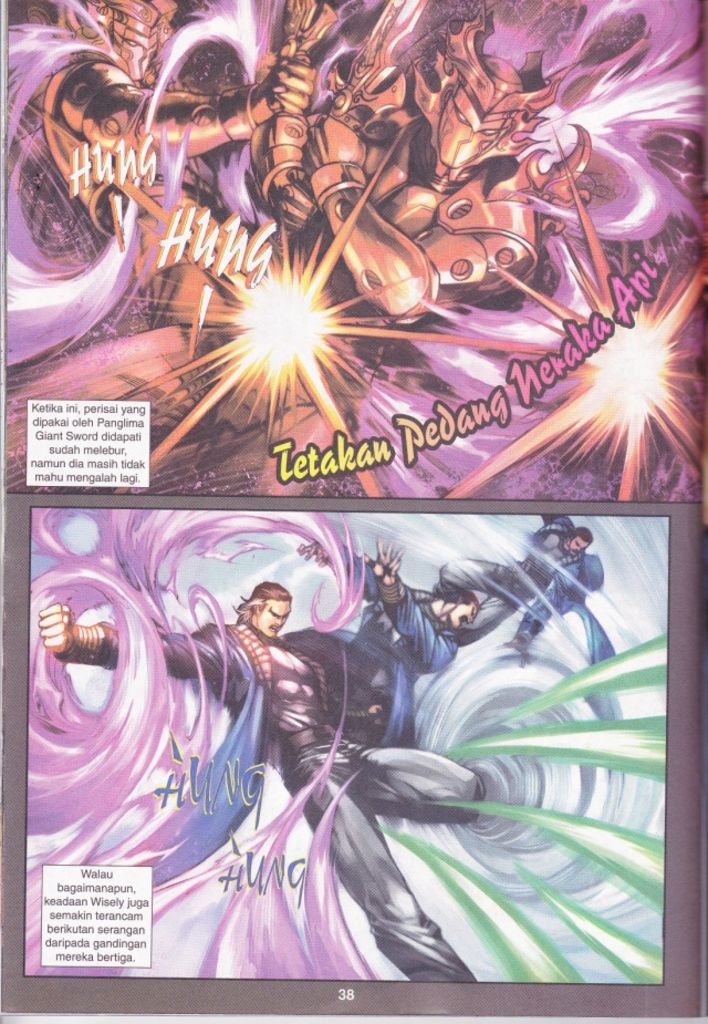 HUNG
HUNG
Tetakan Pedang Neraka Api
Ketika ini, perisai yang
dipakai oleh Panglima
Giant Sword didapati
sudah melebur,
namun dia masih tidak
mahu mengalah lagi.
HUNG
HUNG
Walau
bagaimanapun,
keadaan Wisely juga
semakin terancam
berikutan serangan
daripada gandingan
mereka bertiga.
38